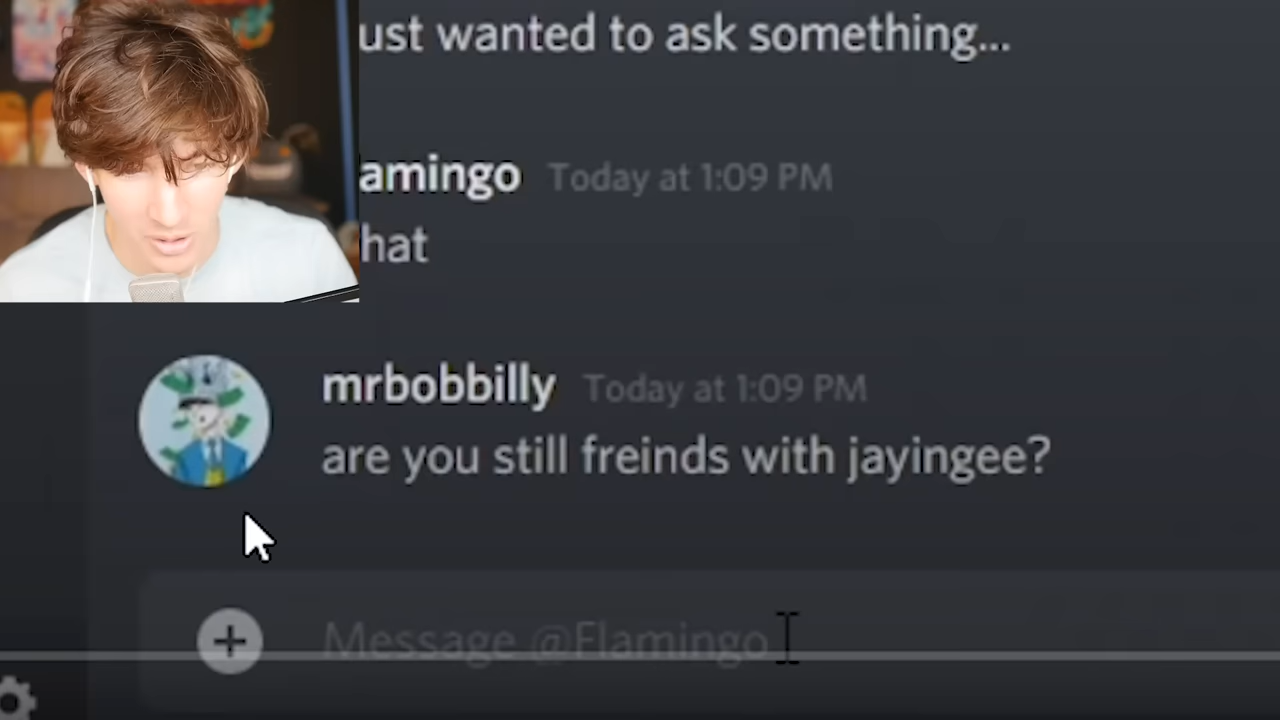 ust wanted to ask something...
amingo Today at 1:09 PM
hat
mrbobbilly Today at 1:09 PM
are you still freinds with jayingee?
Message @Flamingo